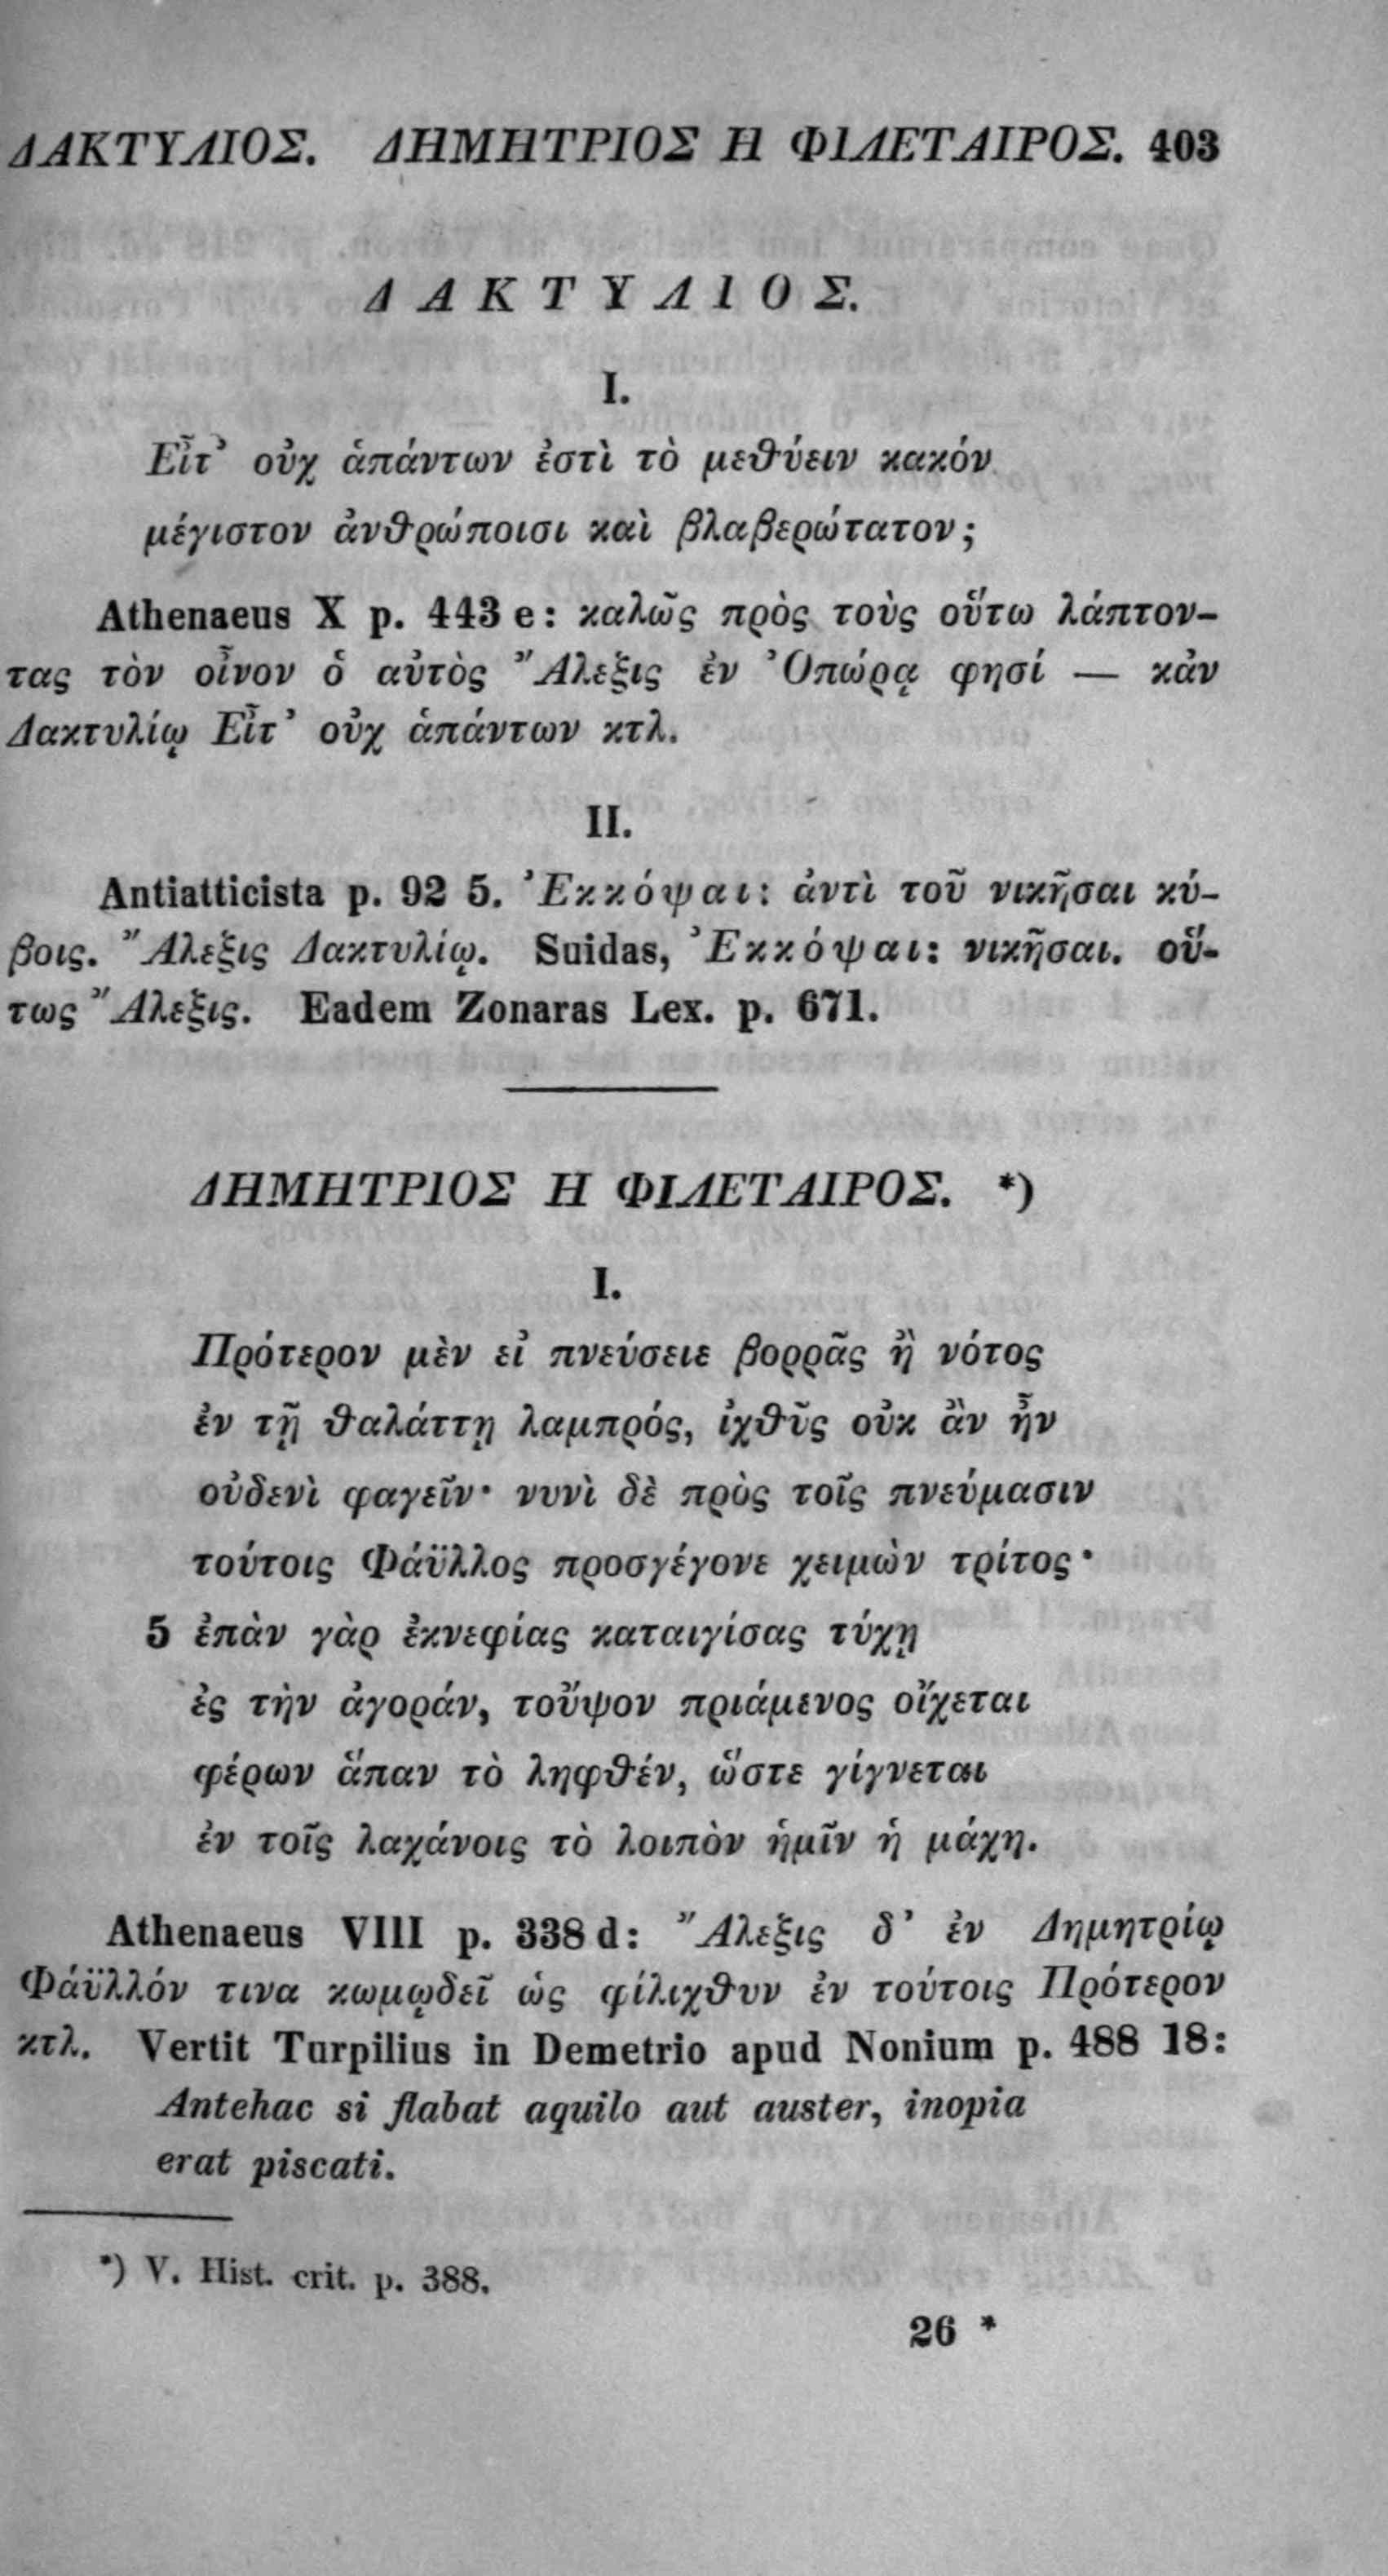 ΔΑΚΤΥΛΙΟΣ. ΔΗΜΗΤΡΙΟΣ Η ΦΙΛΕΤΑΙΡΟΣ. 403
ΔΑΚΤΥΛΙΟΣ.
I.
Εἶτ᾽ οὐχ ἁπάντων ἐστὶ τὸ μεθύειν κακόν
μέγιστον ἀνθρώποισι καὶ βλαβερώτατον;
Athenaeus X p. 443 e: καλῶς πρὸς τοὺς οὕτω λάπτον-
τας τὸν οἶνον ὁ αὐτὸς Ἄλεξις ἐν Ὀπώρᾳ φησί — κἀν
Δακτυλίῳ Εἶτ᾽ οὐχ ἁπάντων κτλ.
II.
Antiatticista p. 92 5. Ἐκκόψαι: ἀντὶ τοῦ νικῆσαι κύ-
βοις. Ἄλεξις Δακτυλίῳ. Suidas, Ἐκκόψαι: νικῆσαι. οὕ-
τως Ἄλεξις. Eadem Zonaras Lex. p. 671.
ΔΗΜΗΤΡΙΟΣ Η ΦΙΛΕΤΑΙΡΟΣ. *)
I.
Πρότερον μὲν εἰ πνεύσειε βορρᾶς ἢ νότος
ἐν τῇ θαλάττῃ λαμπρός, ἰχθῦς οὐκ ἂν ἦν
οὐδενὶ φαγεῖν· νυνὶ δὲ πρὸς τοῖς πνεύμασιν
τούτοις Φάϋλλος προσγέγονε χειμὼν τρίτος·
5 ἐπὰν γὰρ ἐκνεφίας καταιγίσας τύχῃ
ἐς τὴν ἀγοράν, τοὔψον πριάμενος οἴχεται
φέρων ἅπαν τὸ ληφθέν, ὥστε γίγνεται
ἐν τοῖς λαχάνοις τὸ λοιπὸν ἡμῖν ἡ μάχη.
Athenaeus VIII p. 338 d: Ἄλεξις δ᾽ ἐν Δημητρίῳ
Φάϋλλόν τινα κωμῳδεῖ ὡς φίλιχθυν ἐν τούτοις Πρότερον
κτλ. Vertit Turpilius in Demetrio apud Nonium p. 488 18:
Antehac si flabat aquilo aut auster, inopia
erat piscati.
*) V. Hist. crit. p. 388.
26 *